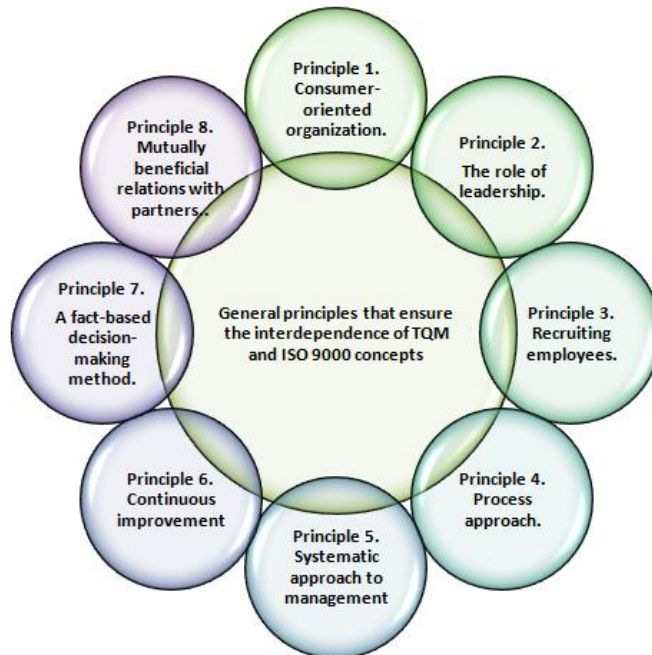 Principle 1.
Consumer-
oriented
organization.
Principle 2.
The role of
leadership.
Principle 3.
Recruiting
employees.
Principle 4.
Process
approach.
Principle 5.
Systematic
approach to
management
Principle 6.
Continuous
improvement
Principle 7.
A fact-based
decision-
making
method.
Principle 8.
Mutually
beneficial
relations with
partners..
General principles that ensure
the interdependence of TQM
and ISO 9000 concepts